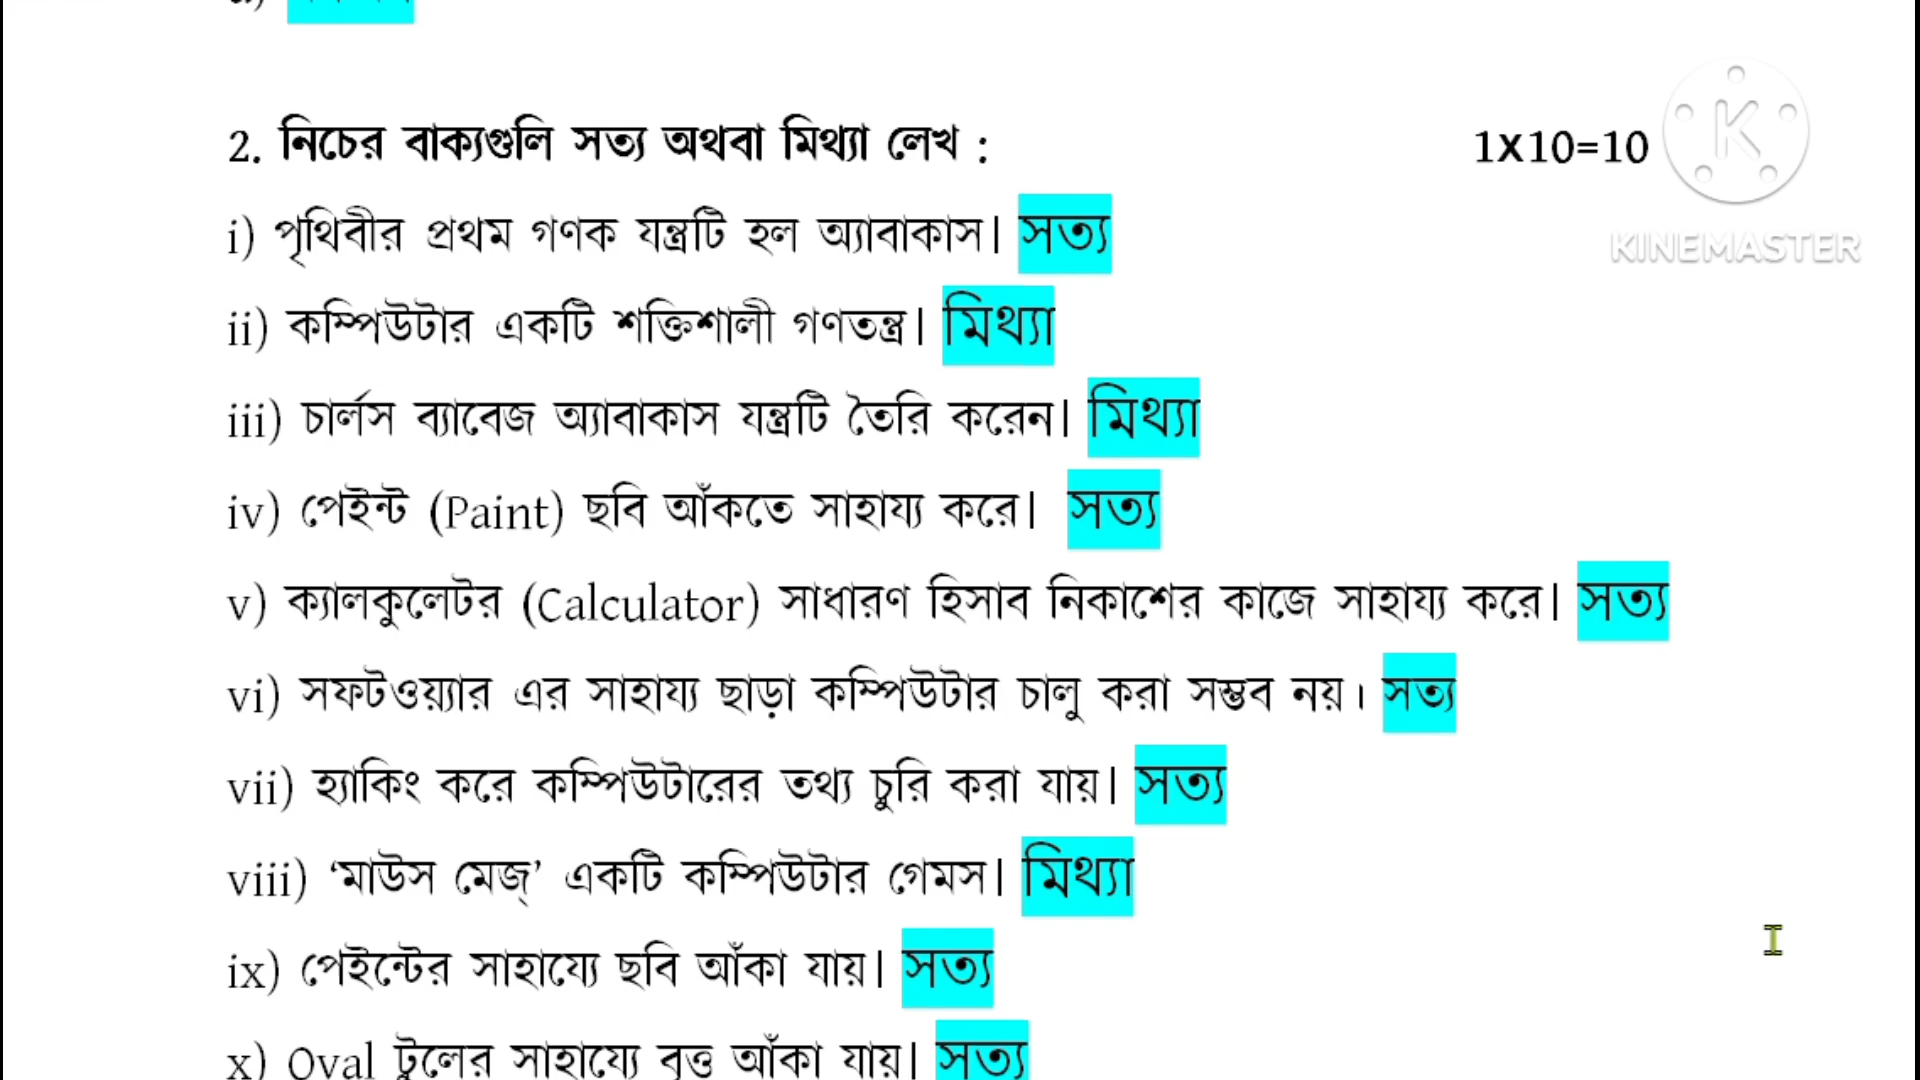 2. নিচের বাক্যগুলি সত্য অথবা মিথ্যা লেখ : 1X10=10
KINEMASTER
i) পৃথিবীর প্রথম গণক যন্ত্রটি হল অ্যাবাকাস। সত্য
ii) কম্পিউটার একটি শক্তিশালী গণতন্ত্র। মিথ্যা
iii) চার্লস ব্যাবেজ অ্যাবাকাস যন্ত্রটি তৈরি করেন। মিথ্যা
iv) পেইন্ট (Paint) ছবি আঁকতে সাহায্য করে। সত্য
v) ক্যালকুলেটর (Calculator) সাধারণ হিসাব নিকাশের কাজে সাহায্য করে। সত্য
vi) সফটওয়্যার এর সাহায্য ছাড়া কম্পিউটার চালু করা সম্ভব নয়। সত্য
vii) হ্যাকিং করে কম্পিউটারের তথ্য চুরি করা যায়। সত্য
viii) ‘মাউস মেজ্’ একটি কম্পিউটার গেমস। মিথ্যা
ix) পেইন্টের সাহায্যে ছবি আঁকা যায়। সত্য
x) Oval টুলের সাহায্যে বৃত্ত আঁকা যায়। সত্য